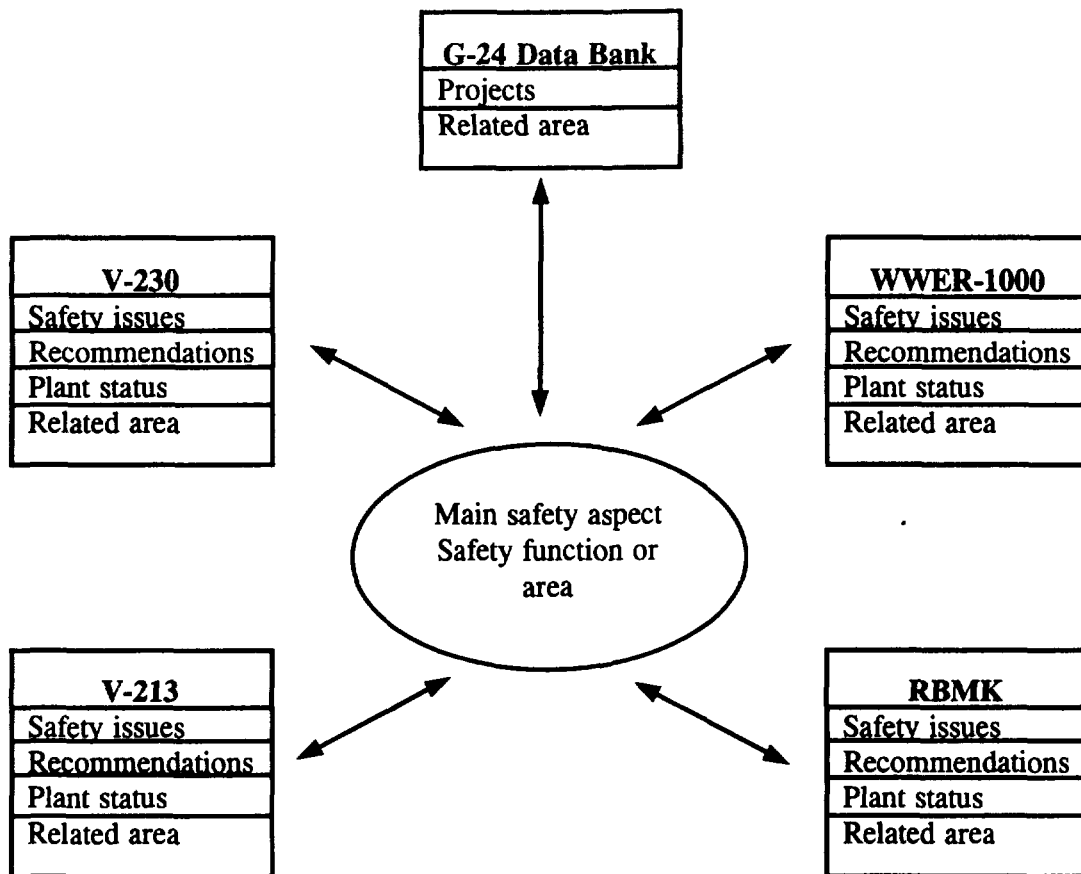 G-24 Data Bank
Projects
Related area
V-230
Safety issues
Recommendations
Plant status
Related area
WWER-1000
Safety issues
Recommendations
Plant status
Related area
Main safety aspect
Safety function or
area
V-213
Safety issues
Recommendations
Plant status
Related area
RBMK
Safety issues
Recommendations
Plant status
Related area